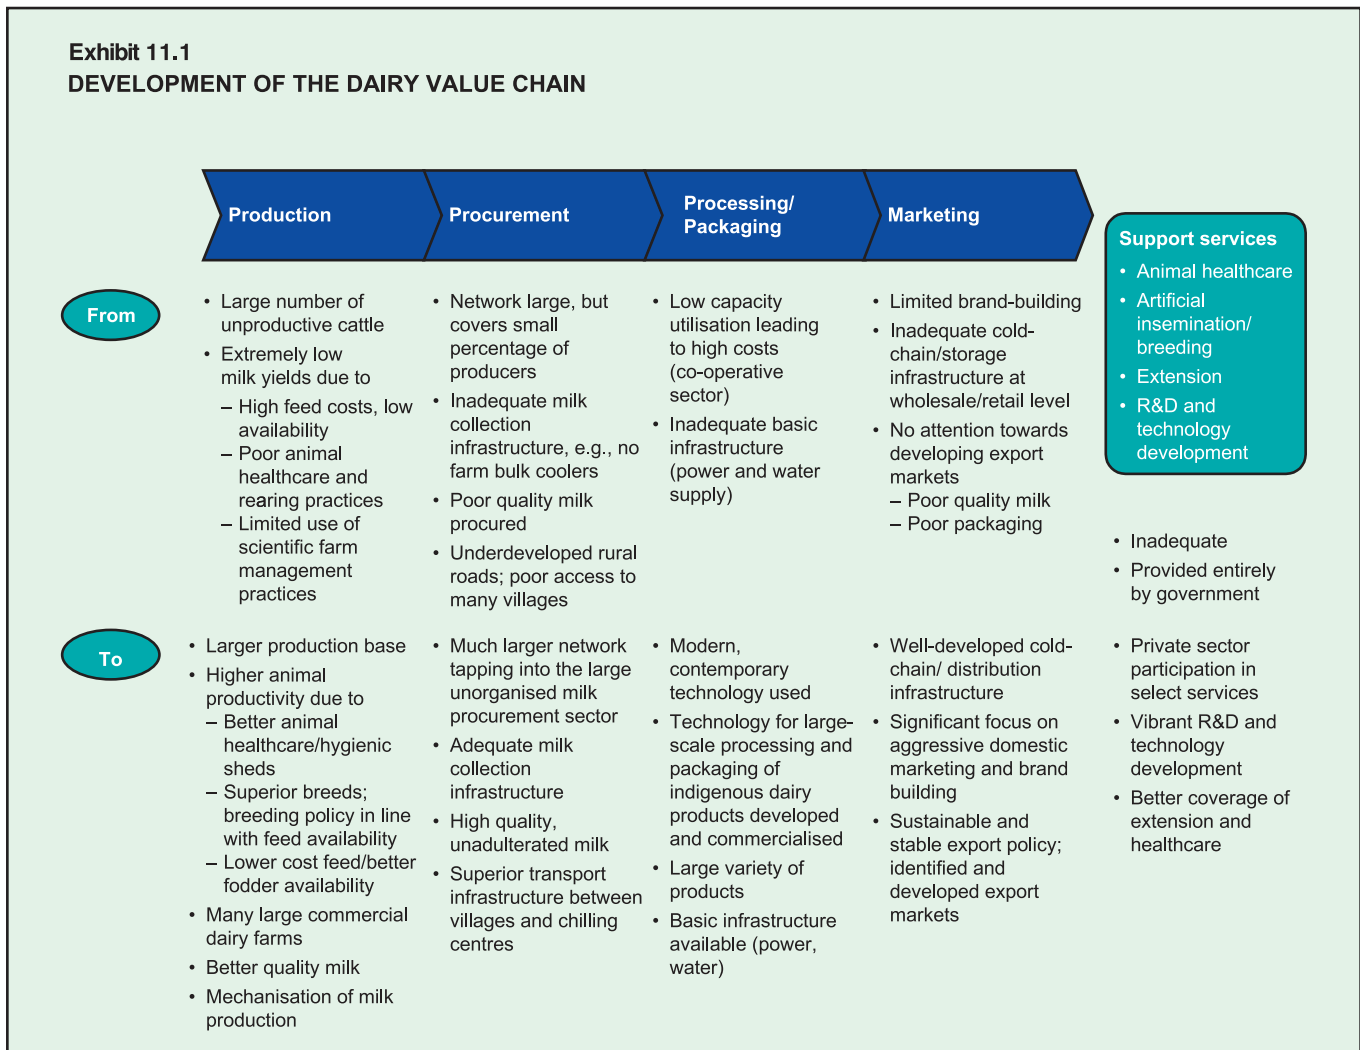 Exhibit 11.1
DEVELOPMENT OF THE DAIRY VALUE CHAIN
Production
Procurement
Processing/
Packaging
Marketing
Support services
• Animal healthcare
• Artificial
insemination/
breeding
• Extension
• R&D and
technology
development
From
• Large number of
unproductive cattle
• Extremely low
milk yields due to
– High feed costs, low
availability
– Poor animal
healthcare and
rearing practices
– Limited use of
scientific farm
management
practices
• Network large, but
covers small
percentage of
producers
• Inadequate milk
collection
infrastructure, e.g., no
farm bulk coolers
• Poor quality milk
procured
• Underdeveloped rural
roads; poor access to
many villages
• Low capacity
utilisation leading
to high costs
(co-operative
sector)
• Inadequate basic
infrastructure
(power and water
supply)
• Limited brand-building
• Inadequate cold-
chain/storage
infrastructure at
wholesale/retail level
• No attention towards
developing export
markets
– Poor quality milk
– Poor packaging
• Inadequate
• Provided entirely
by government
To
• Larger production base
• Higher animal
productivity due to
– Better animal
healthcare/hygienic
sheds
– Superior breeds;
breeding policy in line
with feed availability
– Lower cost feed/better
fodder availability
• Many large commercial
dairy farms
• Better quality milk
• Mechanisation of milk
production
• Much larger network
tapping into the large
unorganised milk
procurement sector
• Adequate milk
collection
infrastructure
• High quality,
unadulterated milk
• Superior transport
infrastructure between
villages and chilling
centres
• Modern,
contemporary
technology used
• Technology for large-
scale processing and
packaging of
indigenous dairy
products developed
and commercialised
• Large variety of
products
• Basic infrastructure
available (power,
water)
• Well-developed cold-
chain/ distribution
infrastructure
• Significant focus on
aggressive domestic
marketing and brand
building
• Sustainable and
stable export policy;
identified and
developed export
markets
• Private sector
participation in
select services
• Vibrant R&D and
technology
development
• Better coverage of
extension and
healthcare